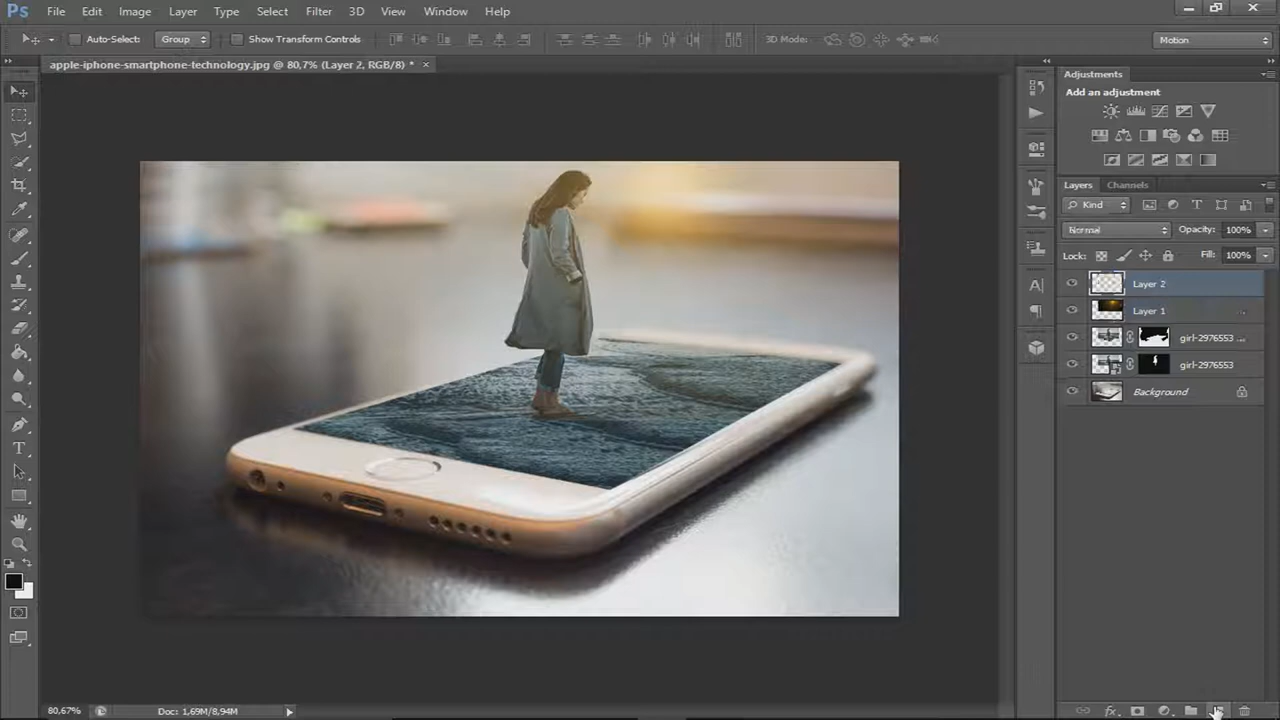 Ps File Edit Image Layer Type Select Filter 3D View Window Help
Auto-Select: Group Show Transform Controls 3D Mode: Motion
apple-iphone-smartphone-technology.jpg @ 80,7% (Layer 2, RGB/8) * ×
Adjustments
Add an adjustment
Layers Channels
Kind
Normal Opacity: 100%
Lock: Fill: 100%
Layer 2
Layer 1
girl-2976553 ...
girl-2976553
Background
80.67% Doc: 1,69M/8,94M